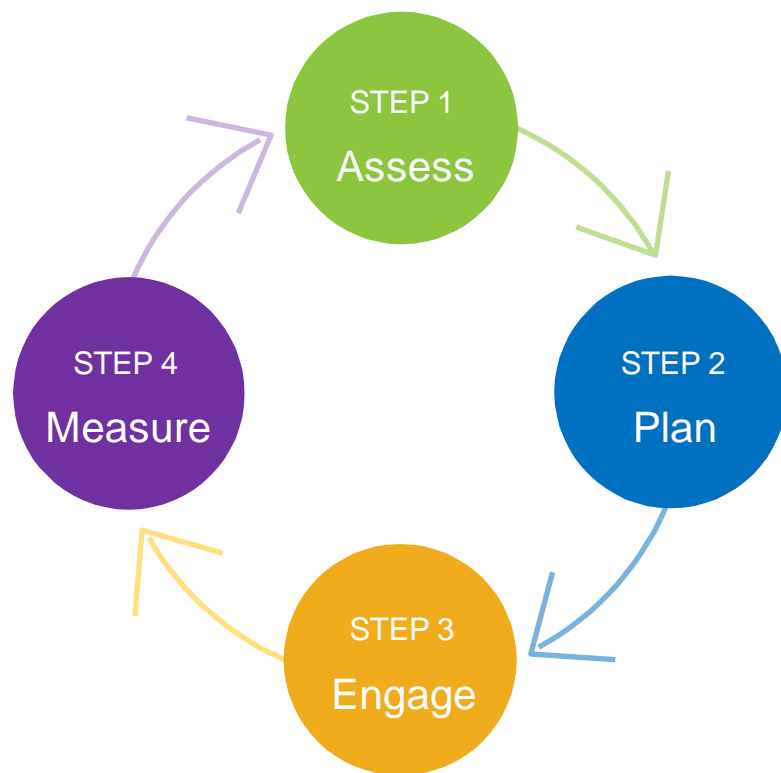 STEP 1
Assess
STEP 2
Plan
STEP 3
Engage
STEP 4
Measure